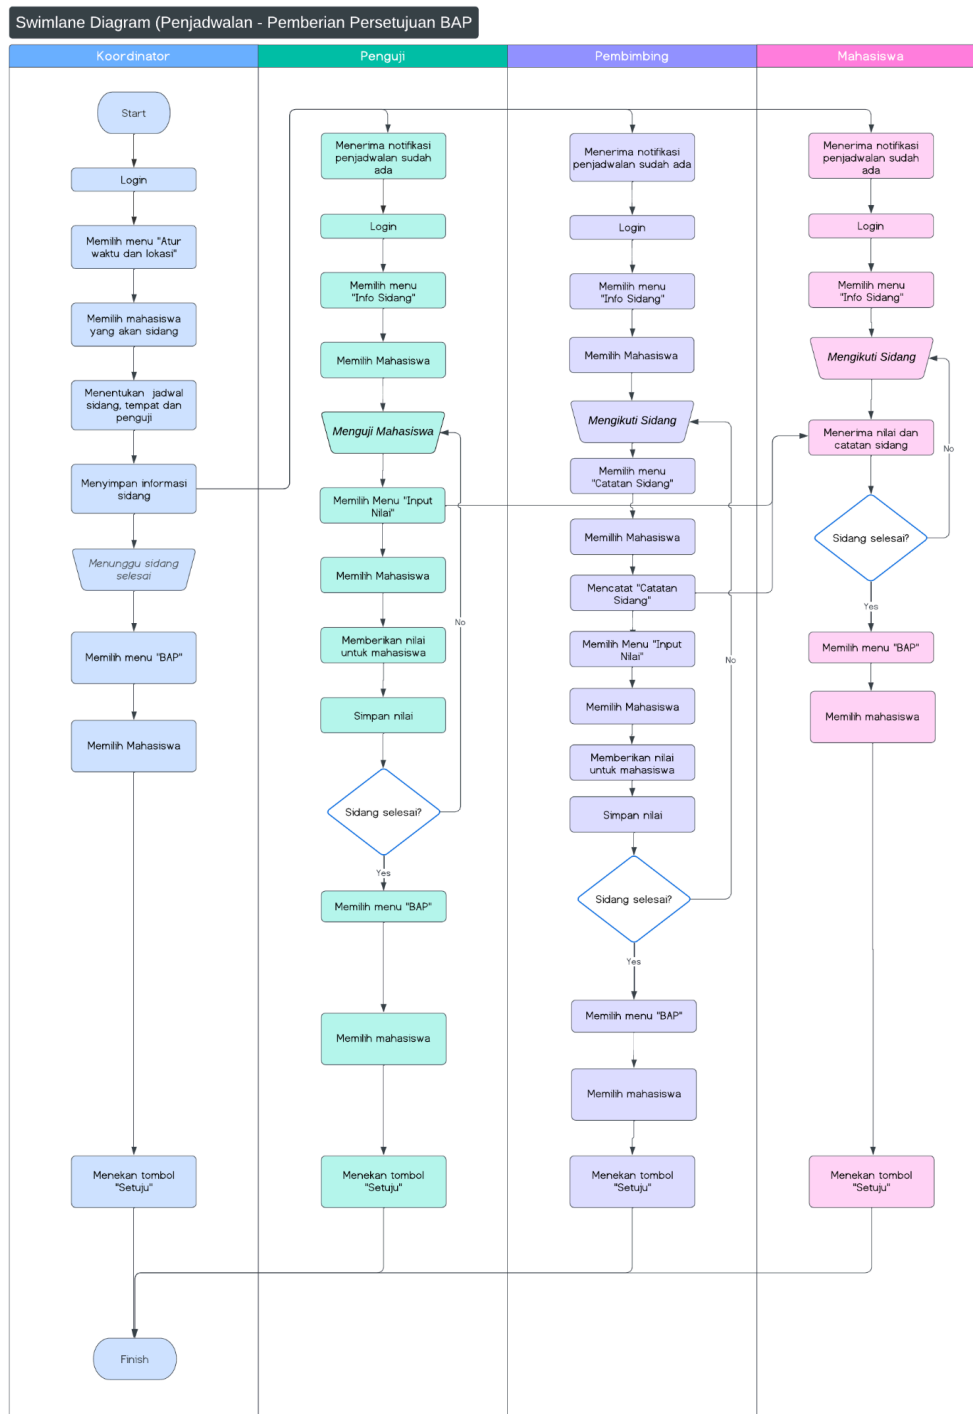 Swimlane Diagram (Penjadwalan - Pemberian Persetujuan BAP
Koordinator
Penguji
Pembimbing
Mahasiswa
Start
Login
Memilih menu "Atur
waktu dan lokasi"
Memilih mahasiswa
yang akan sidang
Menentukan jadwal
sidang, tempat dan
penguji
Menyimpan informasi
sidang
Menunggu sidang
selesai
Memilih menu "BAP"
Memilih Mahasiswa
Menekan tombol
"Setuju"
Finish
Menerima notifikasi
penjadwalan sudah
ada
Login
Memilih menu
"Info Sidang"
Memilih Mahasiswa
Menguji Mahasiswa
Memilih Menu "Input
Nilai"
Memilih Mahasiswa
Memberikan nilai
untuk mahasiswa
Simpan nilai
Sidang selesai?
No
Yes
Memilih menu "BAP"
Memilih mahasiswa
Menekan tombol
"Setuju"
Menerima notifikasi
penjadwalan sudah ada
Login
Memilih menu
"Info Sidang"
Memilih Mahasiswa
Mengikuti Sidang
Memilih menu
"Catatan Sidang"
Memillih Mahasiswa
Mencatat "Catatan
Sidang"
Memilih Menu "Input
Nilai"
Memilih Mahasiswa
Memberikan nilai
untuk mahasiswa
Simpan nilai
Sidang selesai?
No
Yes
Memilih menu "BAP"
Memilih mahasiswa
Menekan tombol
"Setuju"
Menerima notifikasi
penjadwalan sudah
ada
Login
Memilih menu
"Info Sidang"
Mengikuti Sidang
Menerima nilai dan
catatan sidang
No
Sidang selesai?
Yes
Memilih menu "BAP"
Memilih mahasiswa
Menekan tombol
"Setuju"